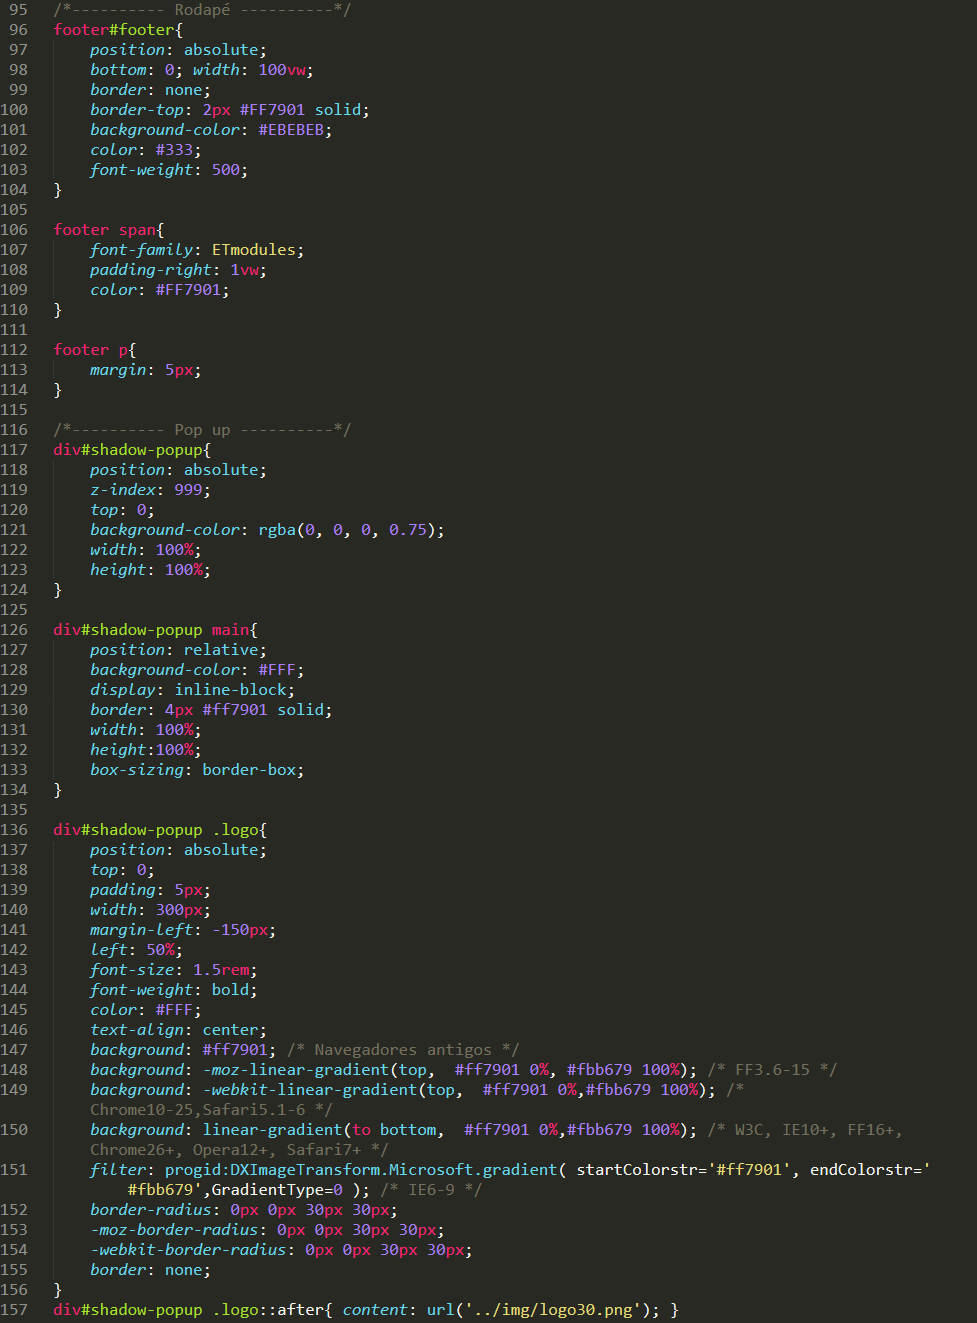 95 /*---------- Rodapé ----------*/
96 footer#footer{
97 position: absolute;
98 bottom: 0; width: 100vw;
99 border: none;
100 border-top: 2px #FF7901 solid;
101 background-color: #EBEBEB;
102 color: #333;
103 font-weight: 500;
104 }
105
106 footer span{
107 font-family: ETmodules;
108 padding-right: 1vw;
109 color: #FF7901;
110 }
111
112 footer p{
113 margin: 5px;
114 }
115
116 /*---------- Pop up ----------*/
117 div#shadow-popup{
118 position: absolute;
119 z-index: 999;
120 top: 0;
121 background-color: rgba(0, 0, 0, 0.75);
122 width: 100%;
123 height: 100%;
124 }
125
126 div#shadow-popup main{
127 position: relative;
128 background-color: #FFF;
129 display: inline-block;
130 border: 4px #ff7901 solid;
131 width: 100%;
132 height:100%;
133 box-sizing: border-box;
134 }
135
136 div#shadow-popup .logo{
137 position: absolute;
138 top: 0;
139 padding: 5px;
140 width: 300px;
141 margin-left: -150px;
142 left: 50%;
143 font-size: 1.5rem;
144 font-weight: bold;
145 color: #FFF;
146 text-align: center;
147 background: #ff7901; /* Navegadores antigos */
148 background: -moz-linear-gradient(top,  #ff7901 0%, #fbb679 100%); /* FF3.6-15 */
149 background: -webkit-linear-gradient(top,  #ff7901 0%,#fbb679 100%); /*
Chrome10-25,Safari5.1-6 */
150 background: linear-gradient(to bottom,  #ff7901 0%,#fbb679 100%); /* W3C, IE10+, FF16+,
Chrome26+, Opera12+, Safari7+ */
151 filter: progid:DXImageTransform.Microsoft.gradient( startColorstr='#ff7901', endColorstr='
#fbb679',GradientType=0 ); /* IE6-9 */
152 border-radius: 0px 0px 30px 30px;
153 -moz-border-radius: 0px 0px 30px 30px;
154 -webkit-border-radius: 0px 0px 30px 30px;
155 border: none;
156 }
157 div#shadow-popup .logo::after{ content: url('../img/logo30.png'); }